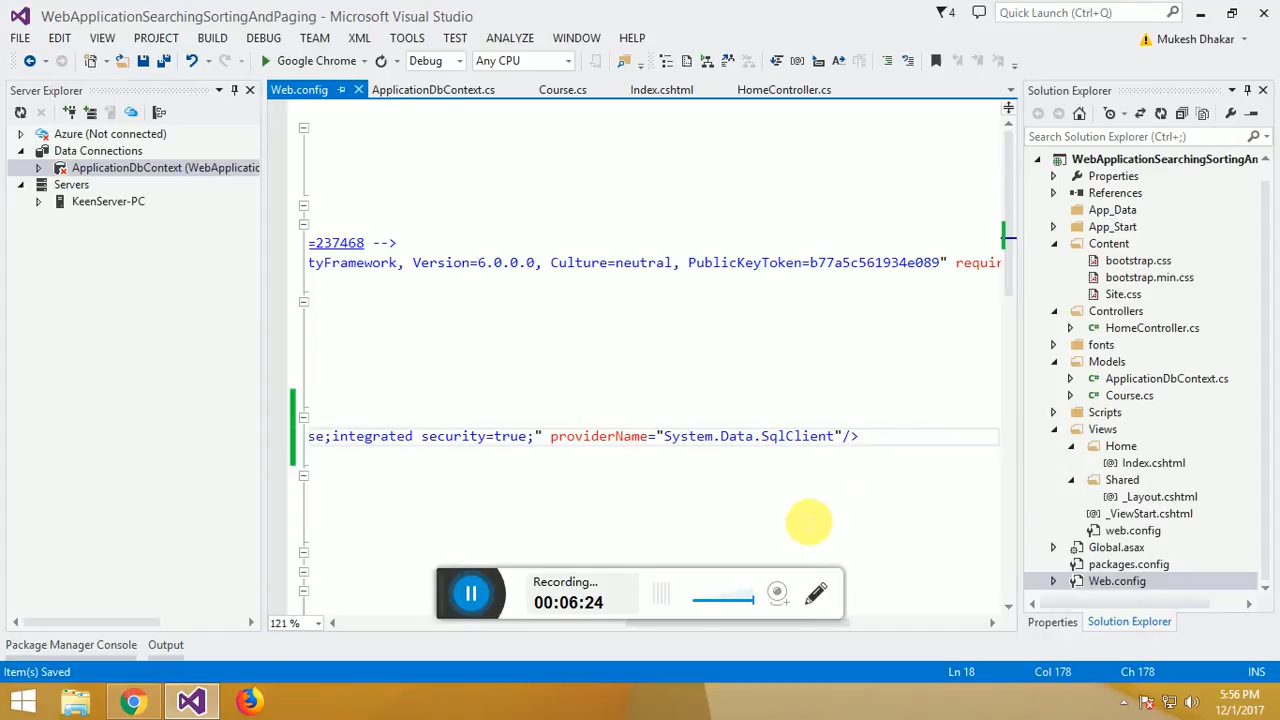 WebApplicationSearchingSortingAndPaging - Microsoft Visual Studio
4
Quick Launch (Ctrl+Q)
FILE EDIT VIEW PROJECT BUILD DEBUG TEAM XML TOOLS TEST ANALYZE WINDOW HELP
Mukesh Dhakar
Google Chrome
Debug
Any CPU
Server Explorer
Azure (Not connected)
Data Connections
ApplicationDbContext (WebApplicatic
Servers
KeenServer-PC
Web.config
ApplicationDbContext.cs
Course.cs
Index.cshtml
HomeController.cs
=237468 -->
tyFramework, Version=6.0.0.0, Culture=neutral, PublicKeyToken=b77a5c561934e089" requir
se;integrated security=true;" providerName="System.Data.SqlClient"/>
121 %
Recording...
00:06:24
Solution Explorer
Search Solution Explorer (Ctrl+;)
WebApplicationSearchingSortingAn
Properties
References
App_Data
App_Start
Content
bootstrap.css
bootstrap.min.css
Site.css
Controllers
C# HomeController.cs
fonts
Models
C# ApplicationDbContext.cs
C# Course.cs
Scripts
Views
Home
[@] Index.cshtml
Shared
[@] _Layout.cshtml
[@] _ViewStart.cshtml
web.config
Global.asax
packages.config
Web.config
Properties
Solution Explorer
Package Manager Console
Output
Item(s) Saved
Ln 18
Col 178
Ch 178
INS
5:56 PM
12/1/2017